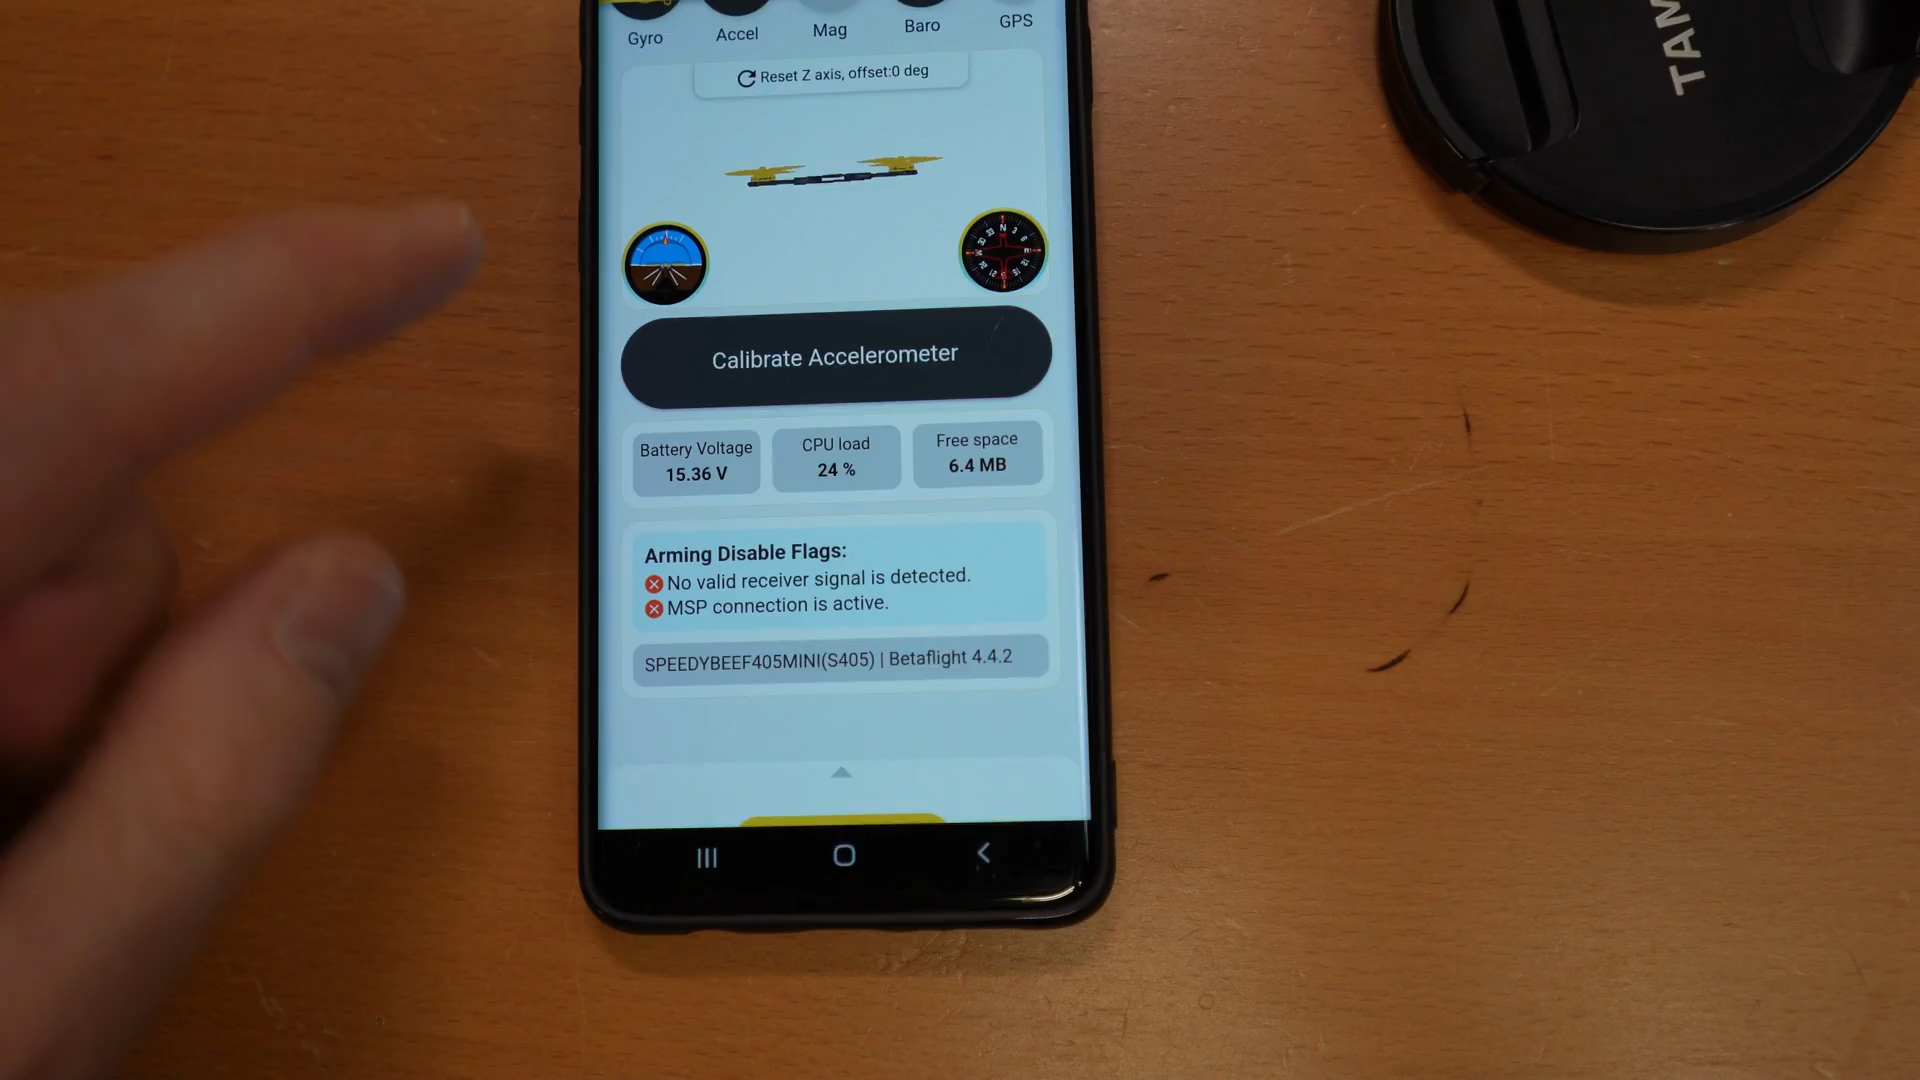 Gyro Accel Mag Baro GPS
Reset Z axis, offset:0 deg
Calibrate Accelerometer
Battery Voltage
15.36 V
CPU load
24 %
Free space
6.4 MB
Arming Disable Flags:
No valid receiver signal is detected.
MSP connection is active.
SPEEDYBEEF405MINI(S405) | Betaflight 4.4.2
TAM